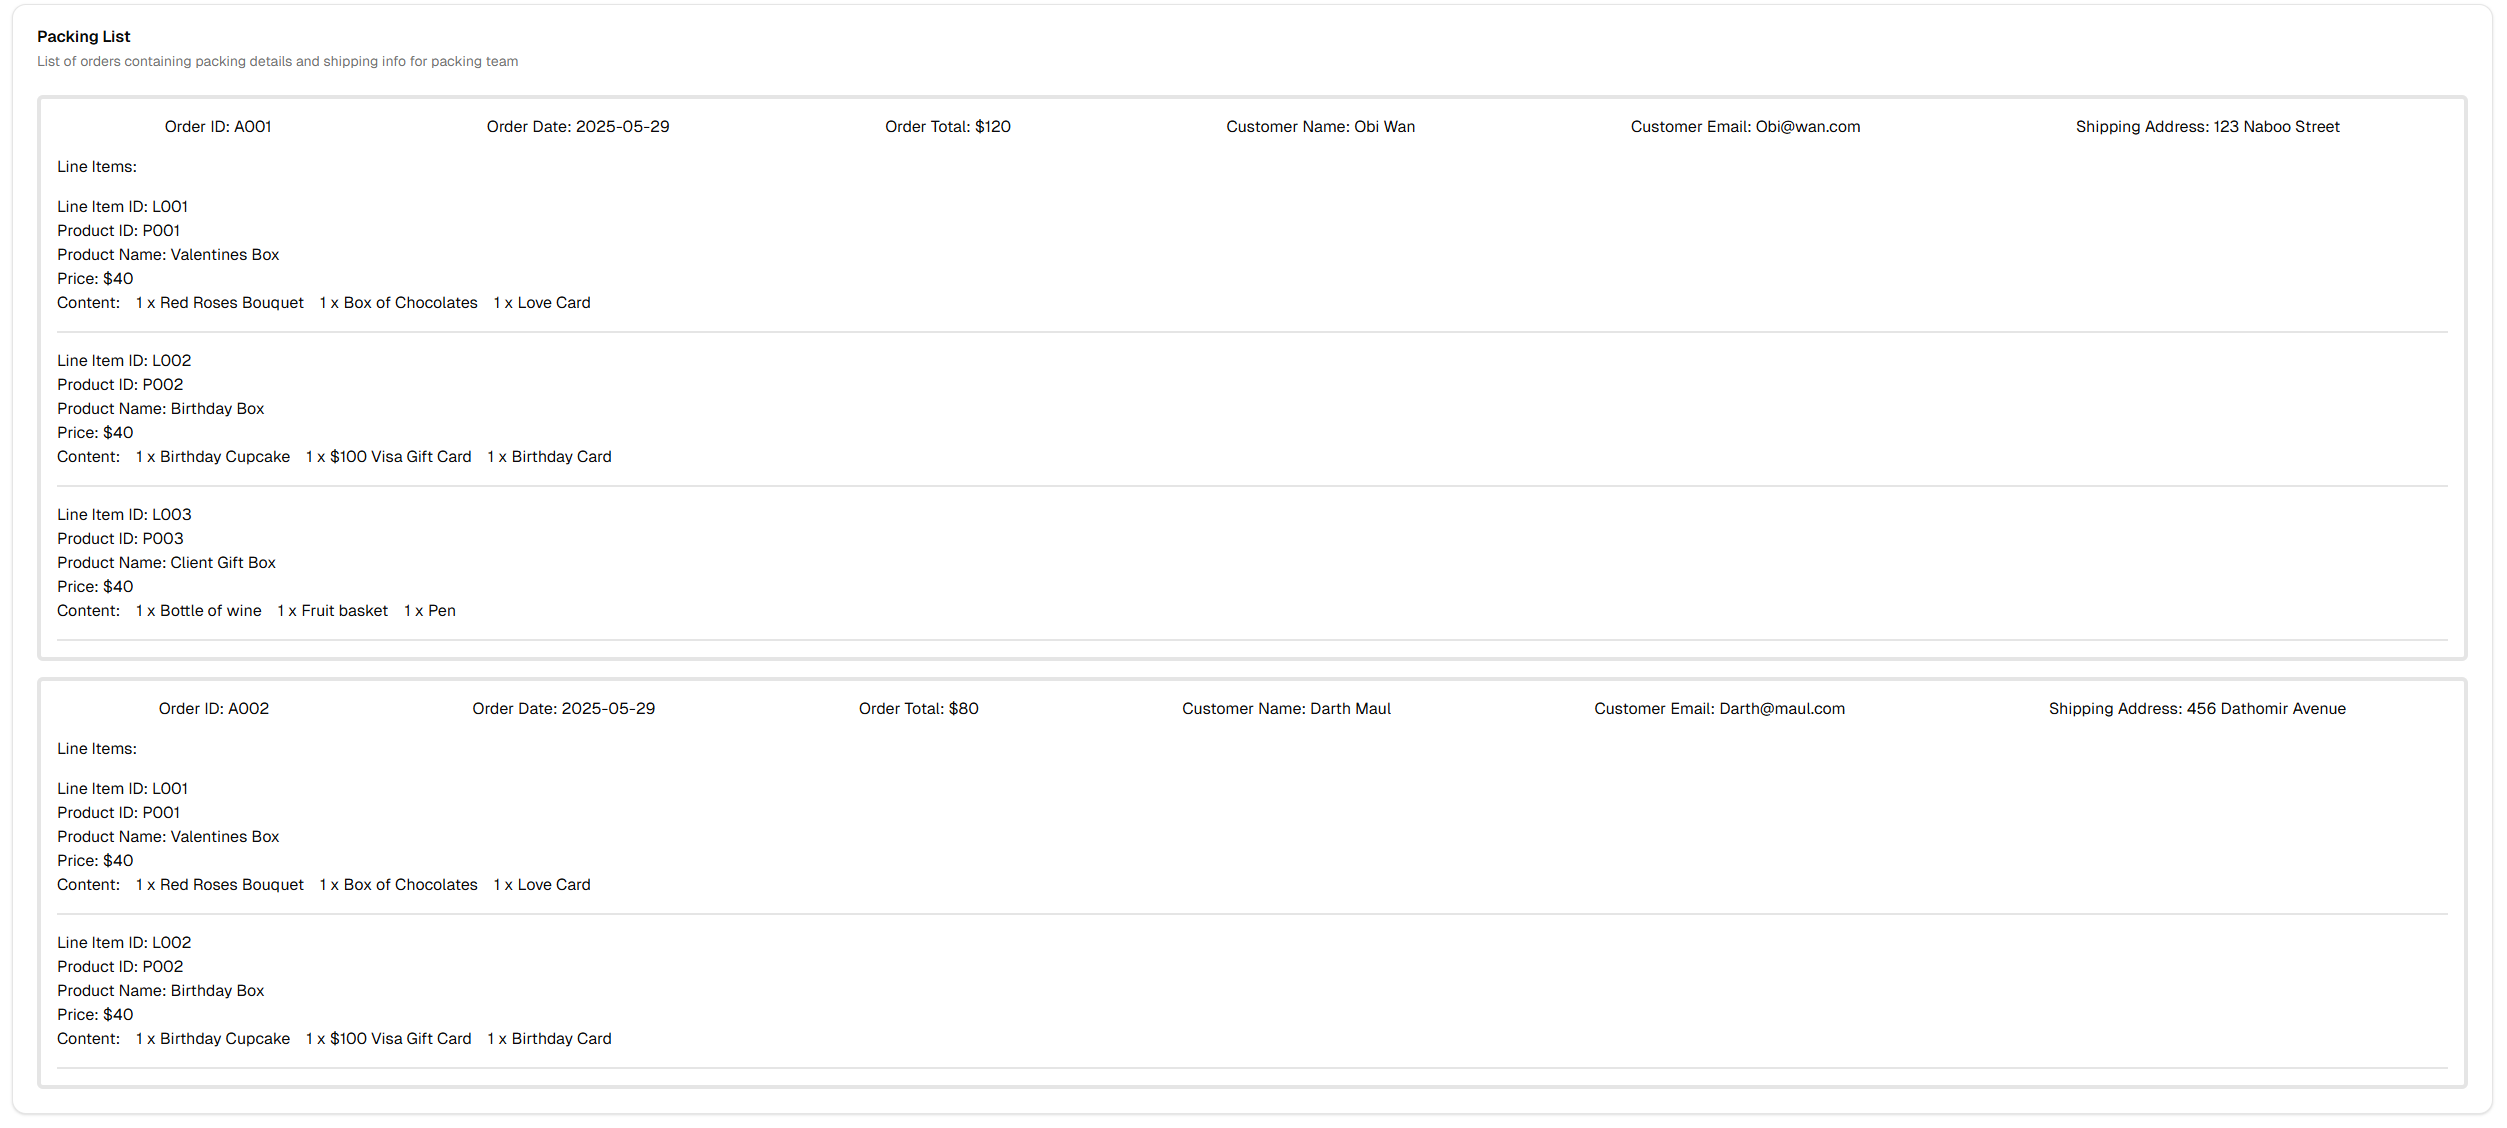 Packing List
List of orders containing packing details and shipping info for packing team
Order ID: A001 Order Date: 2025-05-29 Order Total: $120 Customer Name: Obi Wan Customer Email: Obi@wan.com Shipping Address: 123 Naboo Street
Line Items:
Line Item ID: L001
Product ID: P001
Product Name: Valentines Box
Price: $40
Content: 1 x Red Roses Bouquet 1 x Box of Chocolates 1 x Love Card
Line Item ID: L002
Product ID: P002
Product Name: Birthday Box
Price: $40
Content: 1 x Birthday Cupcake 1 x $100 Visa Gift Card 1 x Birthday Card
Line Item ID: L003
Product ID: P003
Product Name: Client Gift Box
Price: $40
Content: 1 x Bottle of wine 1 x Fruit basket 1 x Pen
Order ID: A002 Order Date: 2025-05-29 Order Total: $80 Customer Name: Darth Maul Customer Email: Darth@maul.com Shipping Address: 456 Dathomir Avenue
Line Items:
Line Item ID: L001
Product ID: P001
Product Name: Valentines Box
Price: $40
Content: 1 x Red Roses Bouquet 1 x Box of Chocolates 1 x Love Card
Line Item ID: L002
Product ID: P002
Product Name: Birthday Box
Price: $40
Content: 1 x Birthday Cupcake 1 x $100 Visa Gift Card 1 x Birthday Card